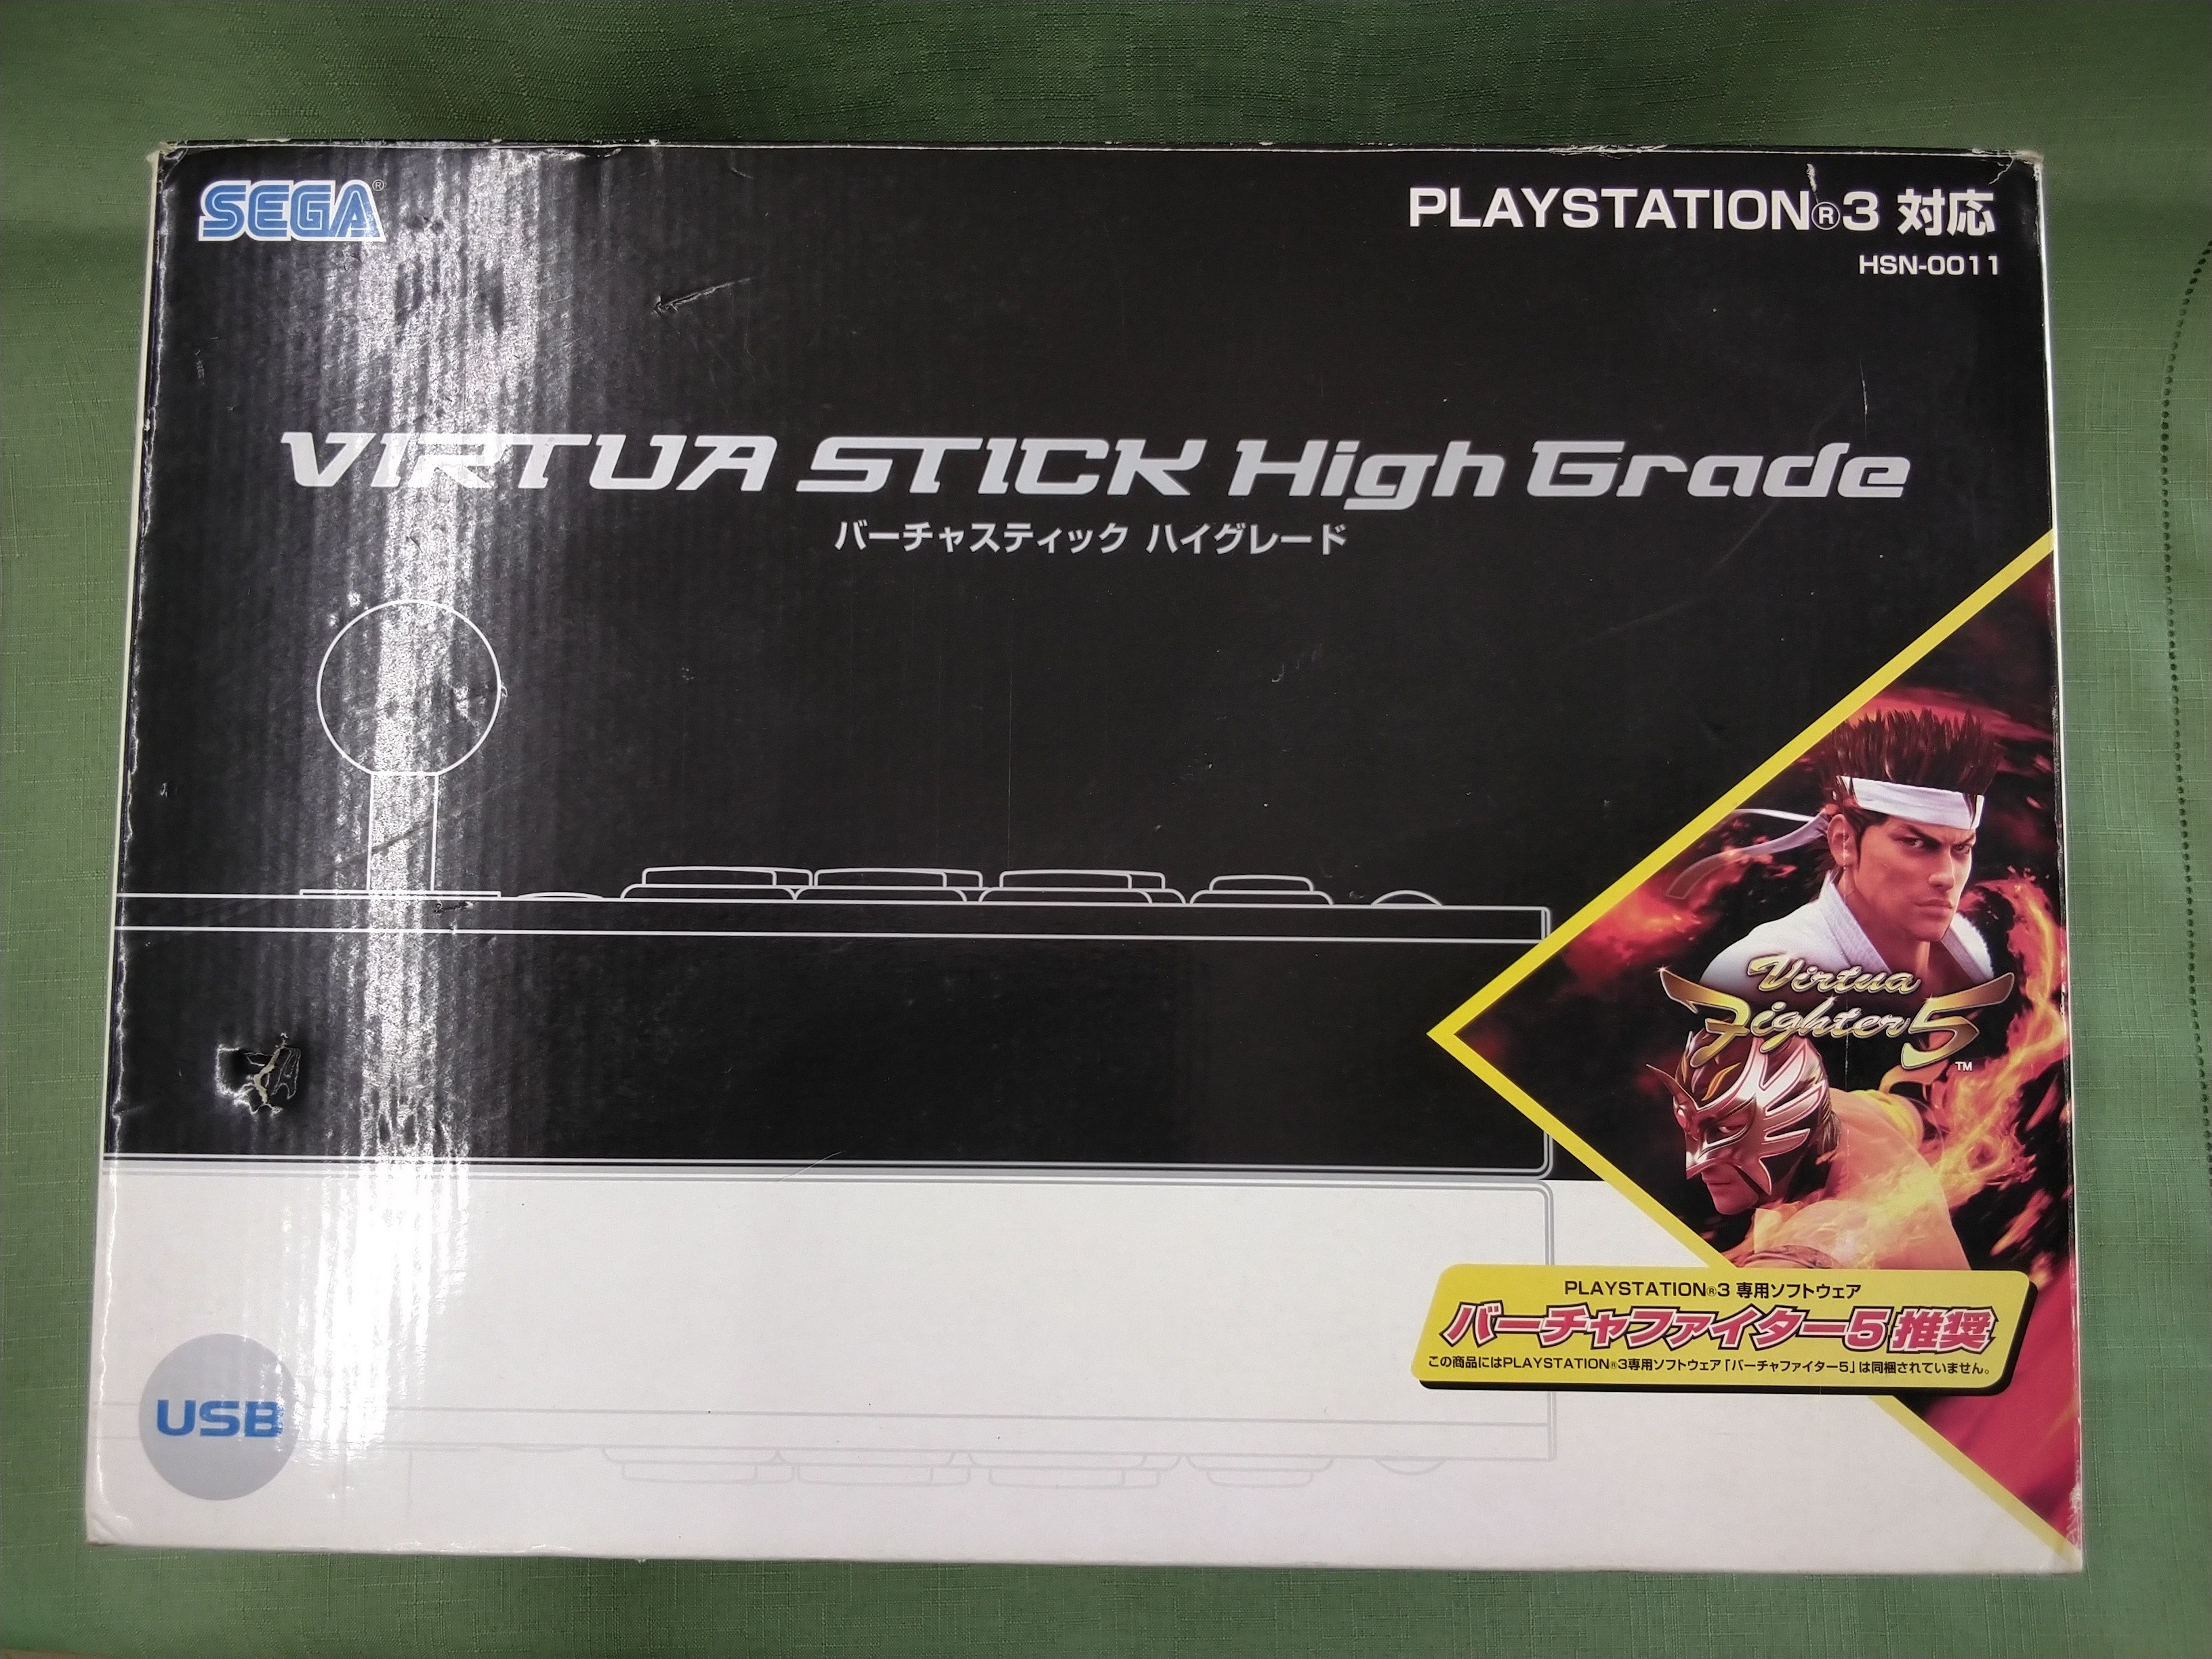 SEGA®
PLAYSTATION®3 対応
HSN-0011
VIRTUA STICK High Grade
バーチャスティック ハイグレード
Virtua
Fighter 5
TM
PLAYSTATION®3 専用ソフトウェア
バーチャファイター5 推奨
この商品にはPLAYSTATION®3専用ソフトウェア「バーチャファイター5」は同梱されていません。
USB